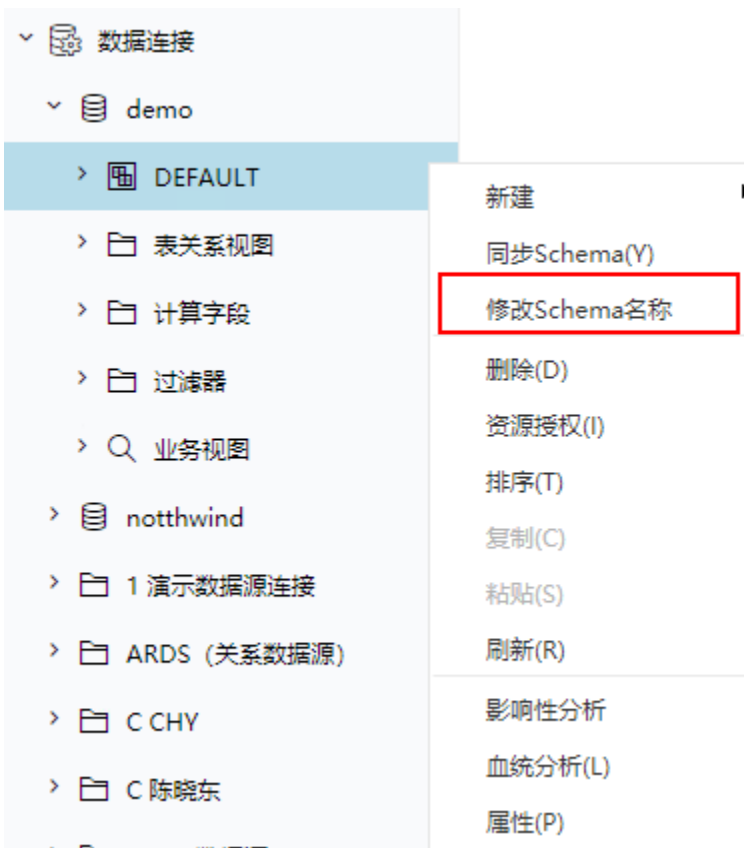 数据连接
demo
DEFAULT
表关系视图
计算字段
过滤器
业务视图
notthwind
1 演示数据源连接
ARDS（关系数据源）
C CHY
C 陈晓东
新建
同步Schema(Y)
修改Schema名称
删除(D)
资源授权(I)
排序(T)
复制(C)
粘贴(S)
刷新(R)
影响性分析
血统分析(L)
属性(P)